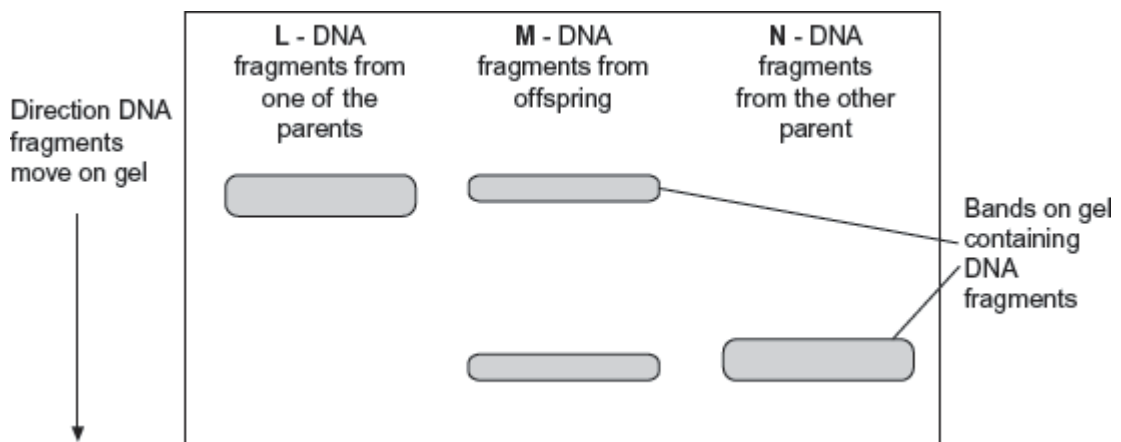 L - DNA
fragments from
one of the
parents
M - DNA
fragments from
offspring
N - DNA
fragments
from the other
parent
Direction DNA
fragments
move on gel
Bands on gel
containing
DNA
fragments